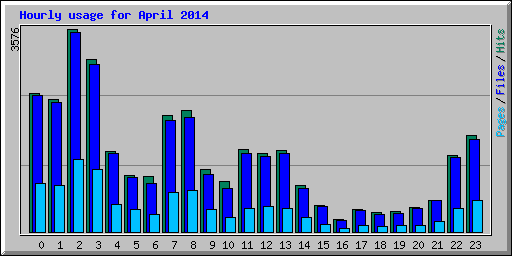 Hourly usage for April 2014
3576
Pages / Files / Hits
0 1 2 3 4 5 6 7 8 9 10 11 12 13 14 15 16 17 18 19 20 21 22 23